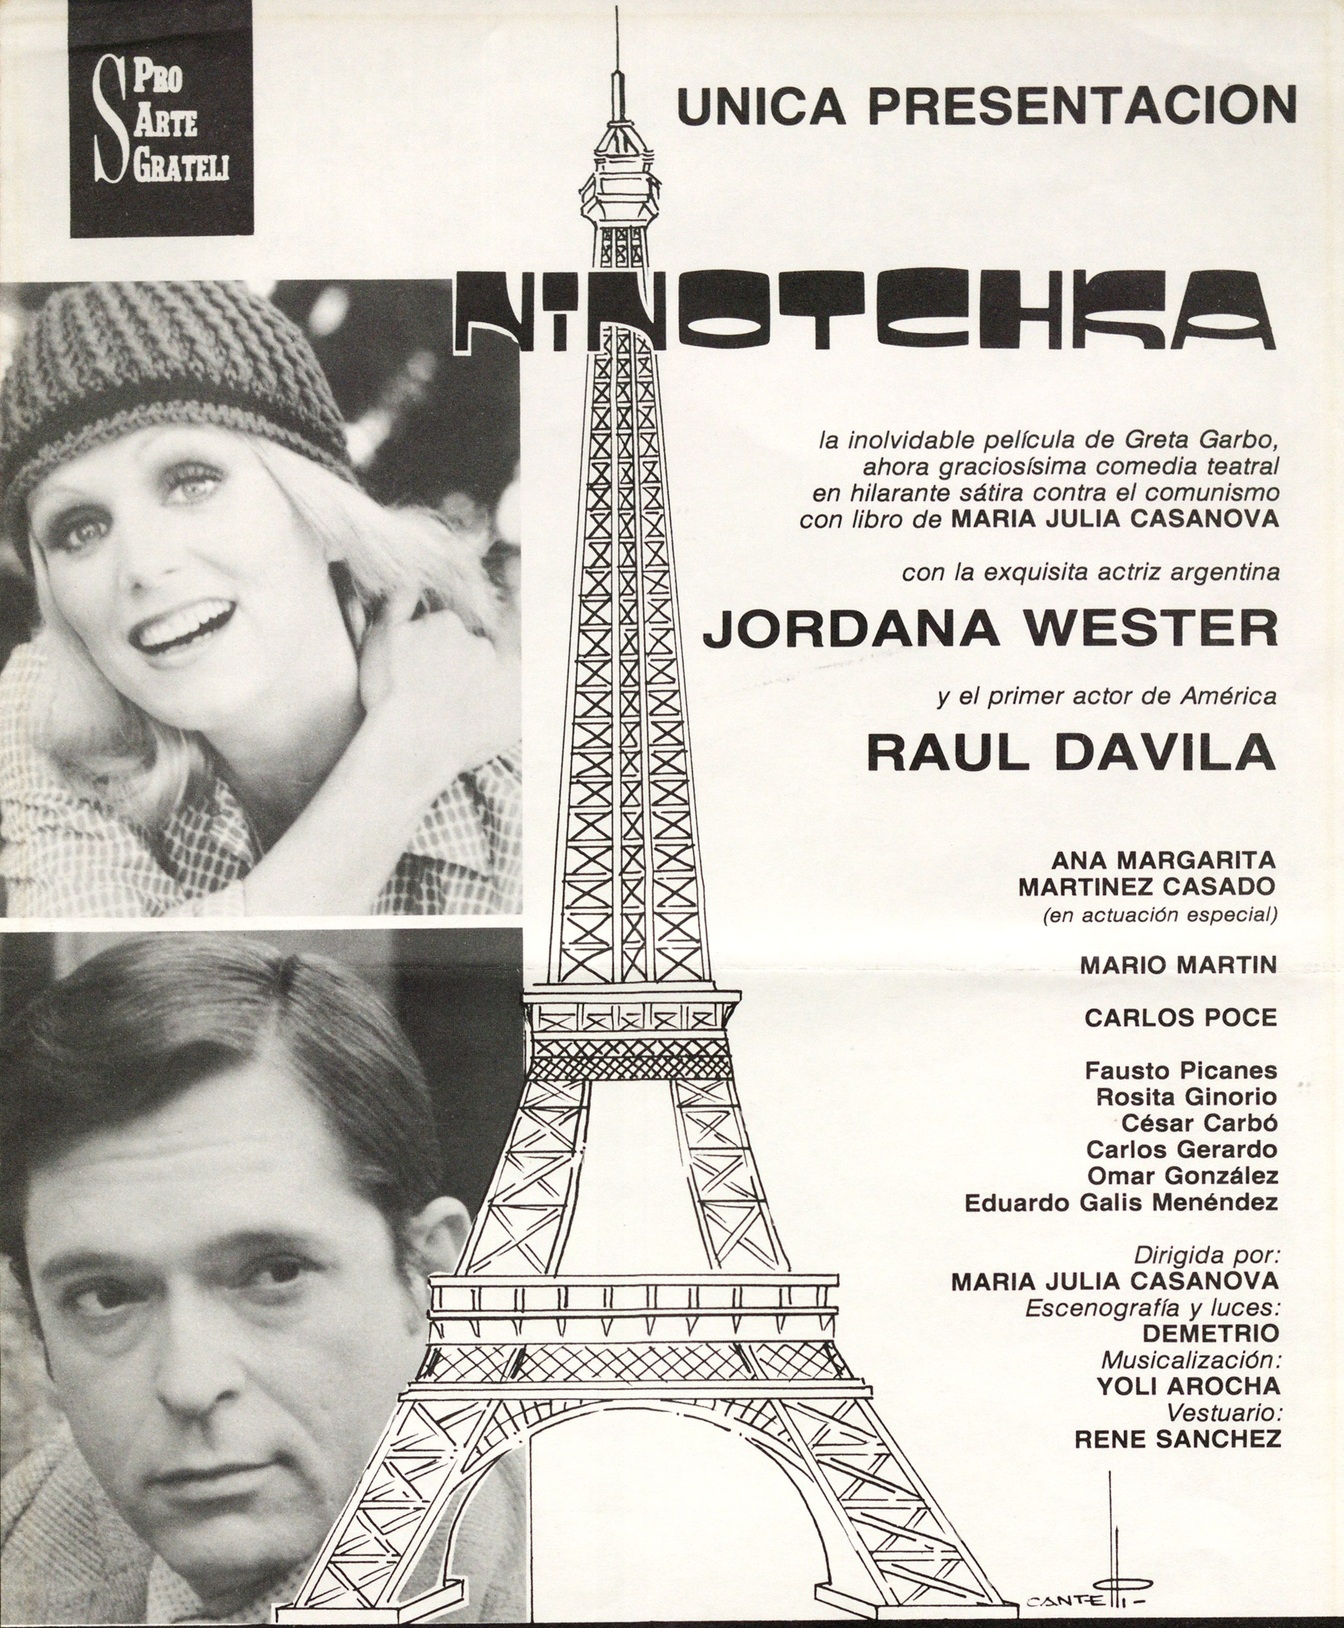 S PRO
ARTE
GRATELI
UNICA PRESENTACION
NINOTCHKA
la inolvidable película de Greta Garbo,
ahora graciosísima comedia teatral
en hilarante sátira contra el comunismo
con libro de MARIA JULIA CASANOVA
con la exquisita actriz argentina
JORDANA WESTER
y el primer actor de América
RAUL DAVILA
ANA MARGARITA
MARTINEZ CASADO
(en actuación especial)
MARIO MARTIN
CARLOS POCE
Fausto Picanes
Rosita Ginorio
César Carbó
Carlos Gerardo
Omar González
Eduardo Galis Menéndez
Dirigida por:
MARIA JULIA CASANOVA
Escenografía y luces:
DEMETRIO
Musicalización:
YOLI AROCHA
Vestuario:
RENE SANCHEZ
CANTELLI